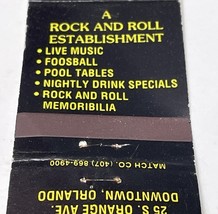 A
ROCK AND ROLL
ESTABLISHMENT
• LIVE MUSIC
• FOOSBALL
• POOL TABLES
• NIGHTLY DRINK SPECIALS
• ROCK AND ROLL
MEMORIBILIA
MATCH CO. (407) 869-4900
25 S. ORANGE AVE.
DOWNTOWN, ORLANDO